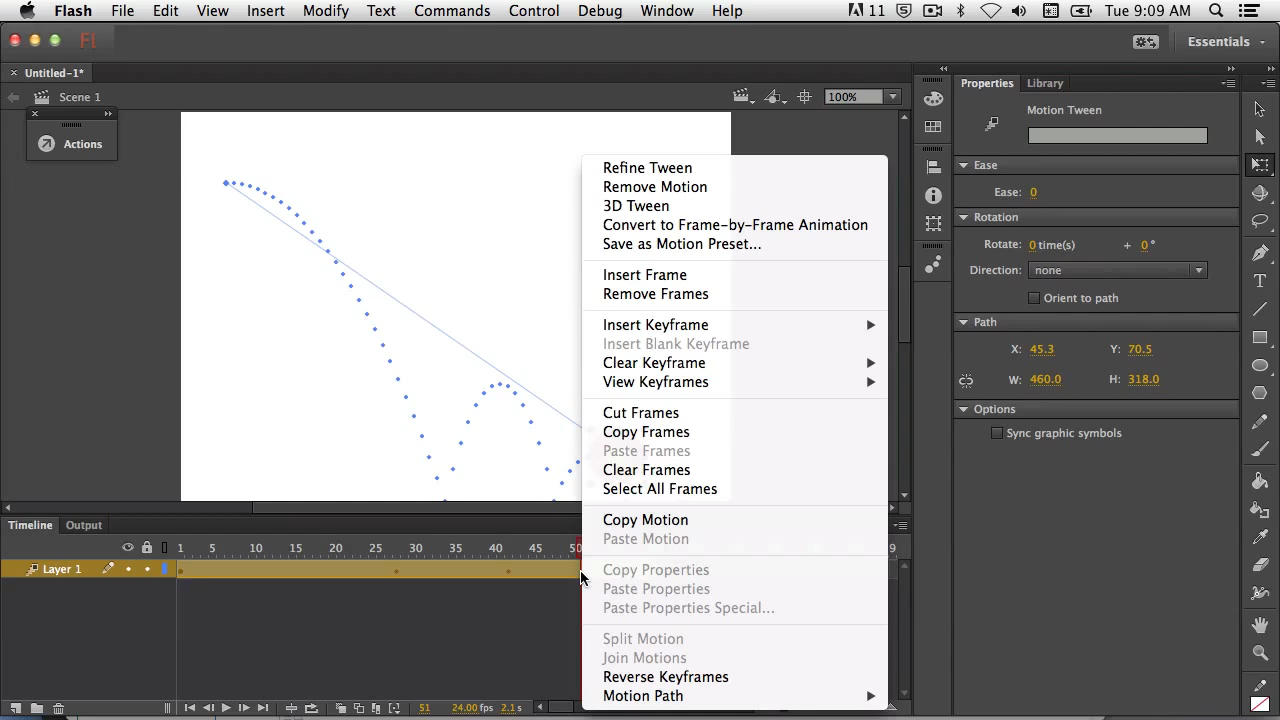 Flash File Edit View Insert Modify Text Commands Control Debug Window Help 11 Tue 9:09 AM
Fl Essentials
Untitled-1*
Scene 1 100%
Actions
Properties Library
Motion Tween
Ease
Ease: 0
Rotation
Rotate: 0 time(s) + 0 °
Direction: none
Orient to path
Path
X: 45.3 Y: 70.5
W: 460.0 H: 318.0
Options
Sync graphic symbols
Refine Tween
Remove Motion
3D Tween
Convert to Frame-by-Frame Animation
Save as Motion Preset...
Insert Frame
Remove Frames
Insert Keyframe
Insert Blank Keyframe
Clear Keyframe
View Keyframes
Cut Frames
Copy Frames
Paste Frames
Clear Frames
Select All Frames
Copy Motion
Paste Motion
Copy Properties
Paste Properties
Paste Properties Special...
Split Motion
Join Motions
Reverse Keyframes
Motion Path
Timeline Output
1 5 10 15 20 25 30 35 40 45 50 9
Layer 1
51 24.00 fps 2.1 s